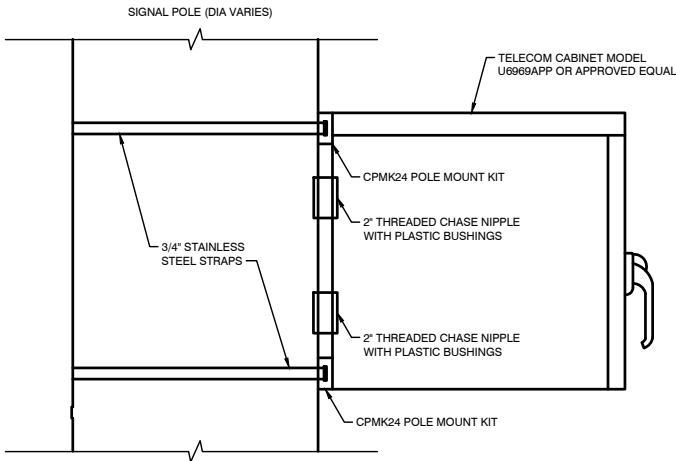 SIGNAL POLE (DIA VARIES)
TELECOM CABINET MODEL
U6969APP OR APPROVED EQUAL
CPMK24 POLE MOUNT KIT
2" THREADED CHASE NIPPLE
WITH PLASTIC BUSHINGS
3/4" STAINLESS
STEEL STRAPS
2" THREADED CHASE NIPPLE
WITH PLASTIC BUSHINGS
CPMK24 POLE MOUNT KIT